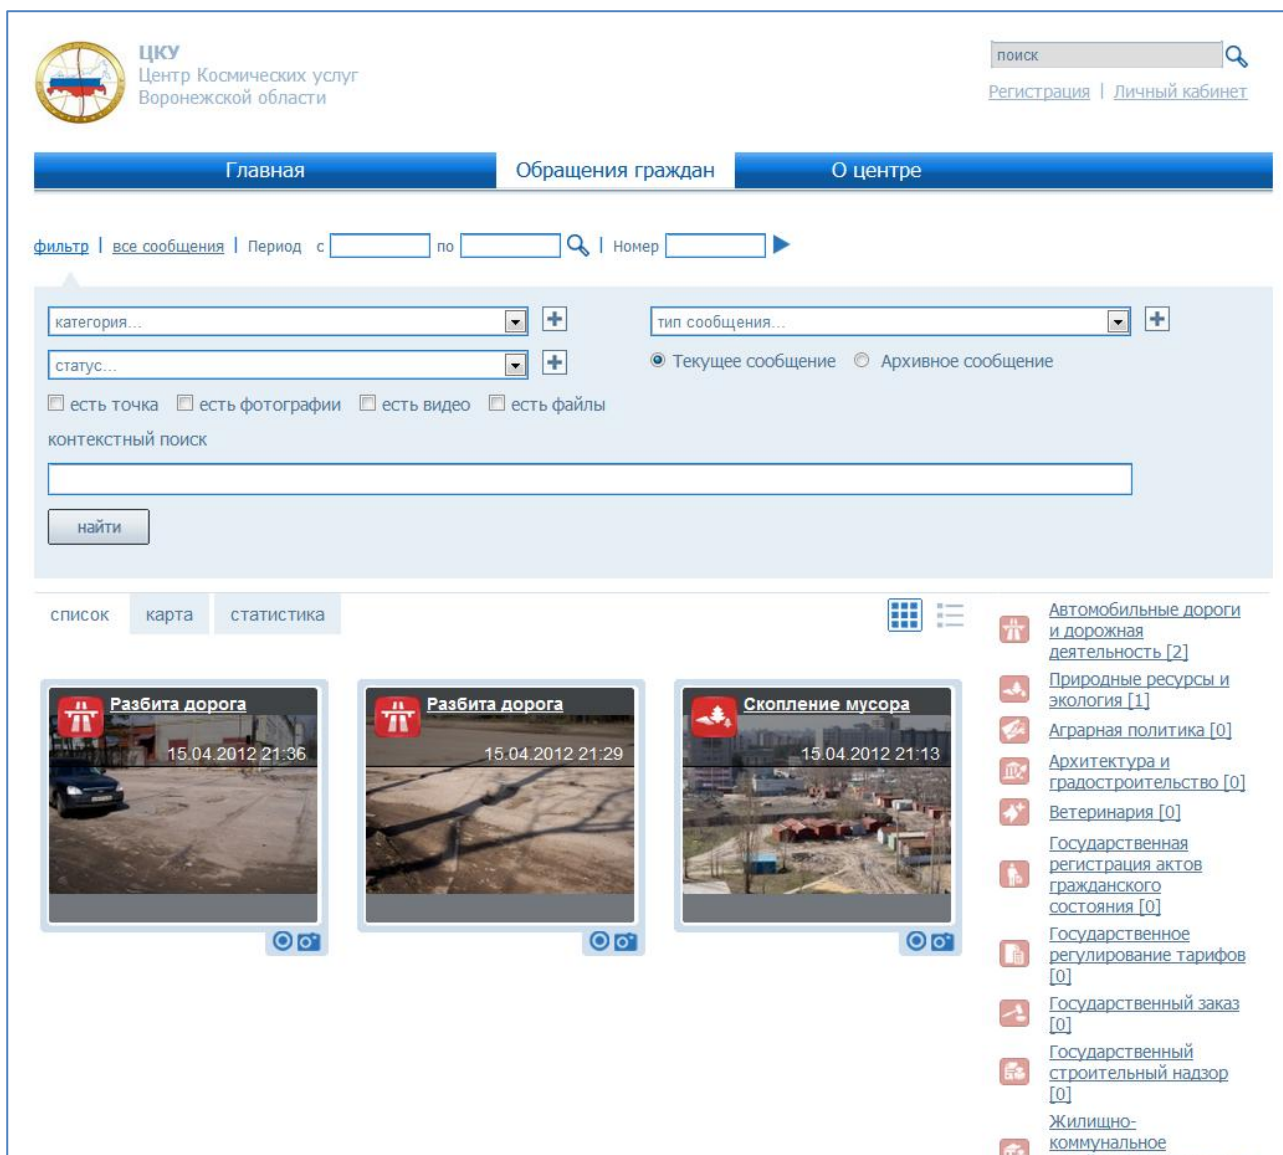 ЦКУ
Центр Космических услуг
Воронежской области
поиск
Регистрация | Личный кабинет
Главная
Обращения граждан
О центре
фильтр | все сообщения | Период с по | Номер
категория...
тип сообщения...
статус...
Текущее сообщение Архивное сообщение
есть точка есть фотографии есть видео есть файлы
контекстный поиск
найти
список карта статистика
Разбита дорога
15.04.2012 21:36
Разбита дорога
15.04.2012 21:29
Скопление мусора
15.04.2012 21:13
Автомобильные дороги
и дорожная
деятельность [2]
Природные ресурсы и
экология [1]
Аграрная политика [0]
Архитектура и
градостроительство [0]
Ветеринария [0]
Государственная
регистрация актов
гражданского
состояния [0]
Государственное
регулирование тарифов
[0]
Государственный заказ
[0]
Государственный
строительный надзор
[0]
Жилищно-
коммунальное